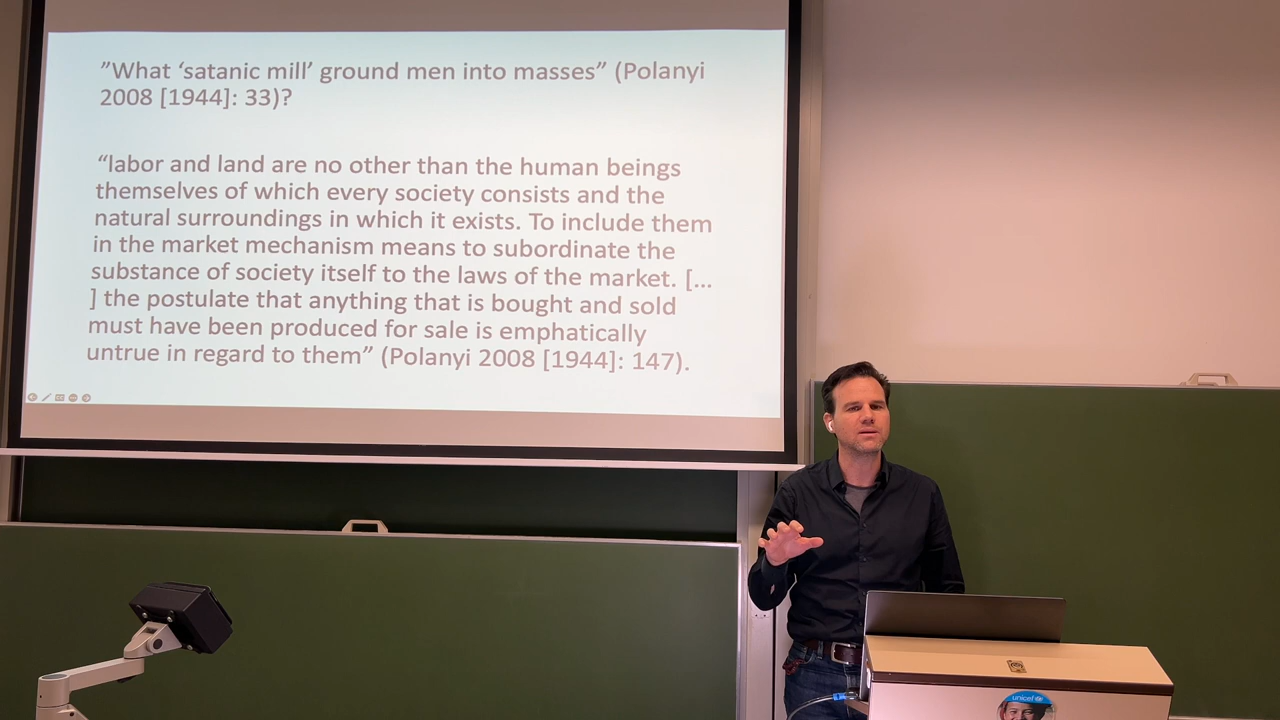 ”What ‘satanic mill’ ground men into masses” (Polanyi
2008 [1944]: 33)?
“labor and land are no other than the human beings
themselves of which every society consists and the
natural surroundings in which it exists. To include them
in the market mechanism means to subordinate the
substance of society itself to the laws of the market. [...
] the postulate that anything that is bought and sold
must have been produced for sale is emphatically
untrue in regard to them” (Polanyi 2008 [1944]: 147).
unicef